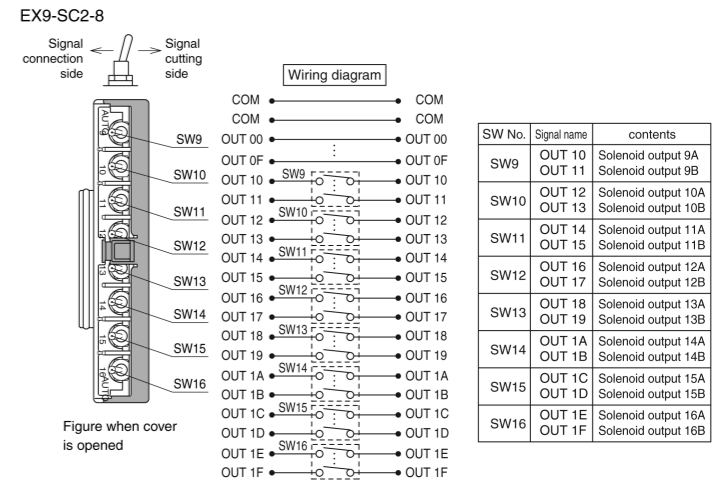 EX9-SC2-8
Signal connection side
Signal cutting side
AUTO
9
10
11
12
13
14
15
16
AUTO
SW9
SW10
SW11
SW12
SW13
SW14
SW15
SW16
Figure when cover
is opened
Wiring diagram
COM COM
COM COM
OUT 00 OUT 00
OUT 0F OUT 0F
OUT 10 SW9 OUT 10
OUT 11 OUT 11
OUT 12 SW10 OUT 12
OUT 13 OUT 13
OUT 14 SW11 OUT 14
OUT 15 OUT 15
OUT 16 SW12 OUT 16
OUT 17 OUT 17
OUT 18 SW13 OUT 18
OUT 19 OUT 19
OUT 1A SW14 OUT 1A
OUT 1B OUT 1B
OUT 1C SW15 OUT 1C
OUT 1D OUT 1D
OUT 1E SW16 OUT 1E
OUT 1F OUT 1F
SW No. Signal name contents
SW9 OUT 10 Solenoid output 9A
OUT 11 Solenoid output 9B
SW10 OUT 12 Solenoid output 10A
OUT 13 Solenoid output 10B
SW11 OUT 14 Solenoid output 11A
OUT 15 Solenoid output 11B
SW12 OUT 16 Solenoid output 12A
OUT 17 Solenoid output 12B
SW13 OUT 18 Solenoid output 13A
OUT 19 Solenoid output 13B
SW14 OUT 1A Solenoid output 14A
OUT 1B Solenoid output 14B
SW15 OUT 1C Solenoid output 15A
OUT 1D Solenoid output 15B
SW16 OUT 1E Solenoid output 16A
OUT 1F Solenoid output 16B